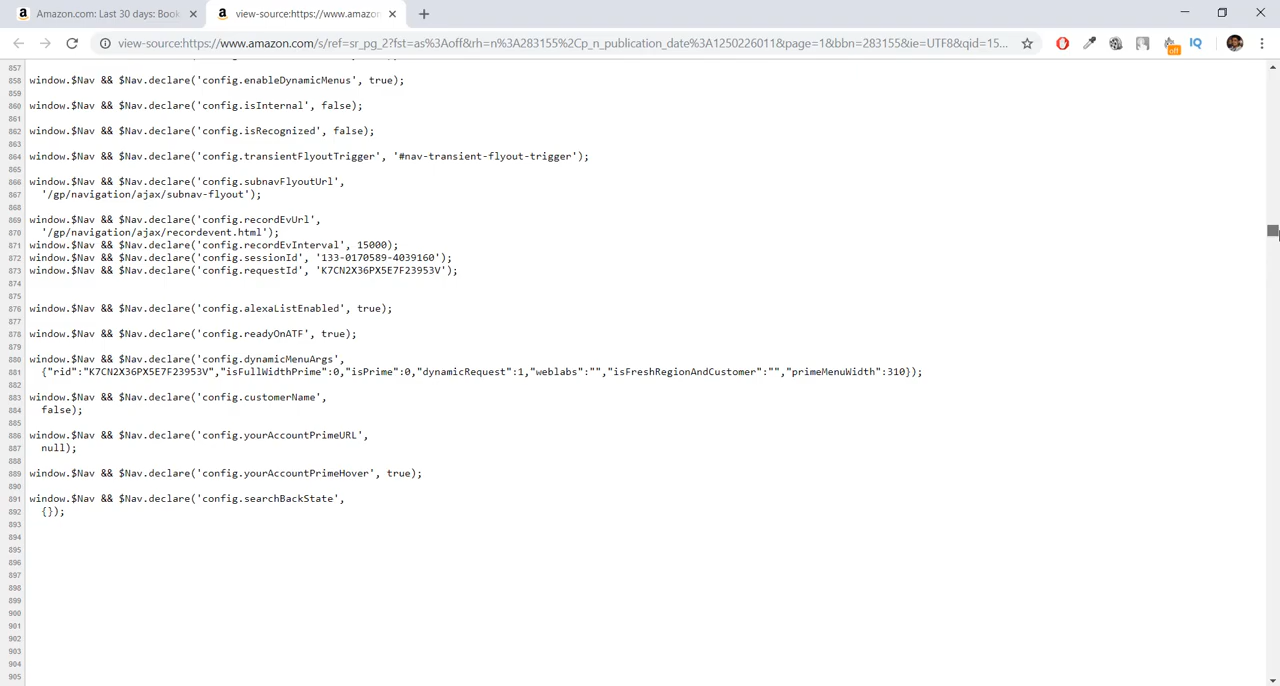 Amazon.com: Last 30 days: Book
view-source:https://www.amazon
view-source:https://www.amazon.com/s/ref=sr_pg_2?fst=as%3Aoff&rh=n%3A283155%2Cp_n_publication_date%3A1250226011&page=1&bbn=283155&ie=UTF8&qid=15...
off
IQ
857
858 window.$Nav && $Nav.declare('config.enableDynamicMenus', true);
859
860 window.$Nav && $Nav.declare('config.isInternal', false);
861
862 window.$Nav && $Nav.declare('config.isRecognized', false);
863
864 window.$Nav && $Nav.declare('config.transientFlyoutTrigger', '#nav-transient-flyout-trigger');
865
866 window.$Nav && $Nav.declare('config.subnavFlyoutUrl',
867 '/gp/navigation/ajax/subnav-flyout');
868
869 window.$Nav && $Nav.declare('config.recordEvUrl',
870 '/gp/navigation/ajax/recordevent.html');
871 window.$Nav && $Nav.declare('config.recordEvInterval', 15000);
872 window.$Nav && $Nav.declare('config.sessionId', '133-0170589-4039160');
873 window.$Nav && $Nav.declare('config.requestId', 'K7CN2X36PX5E7F23953V');
874
875
876 window.$Nav && $Nav.declare('config.alexaListEnabled', true);
877
878 window.$Nav && $Nav.declare('config.readyOnATF', true);
879
880 window.$Nav && $Nav.declare('config.dynamicMenuArgs',
881 {"rid":"K7CN2X36PX5E7F23953V","isFullWidthPrime":0,"isPrime":0,"dynamicRequest":1,"weblabs":"","isFreshRegionAndCustomer":"","primeMenuWidth":310});
882
883 window.$Nav && $Nav.declare('config.customerName',
884 false);
885
886 window.$Nav && $Nav.declare('config.yourAccountPrimeURL',
887 null);
888
889 window.$Nav && $Nav.declare('config.yourAccountPrimeHover', true);
890
891 window.$Nav && $Nav.declare('config.searchBackState',
892 {});
893
894
895
896
897
898
899
900
901
902
903
904
905